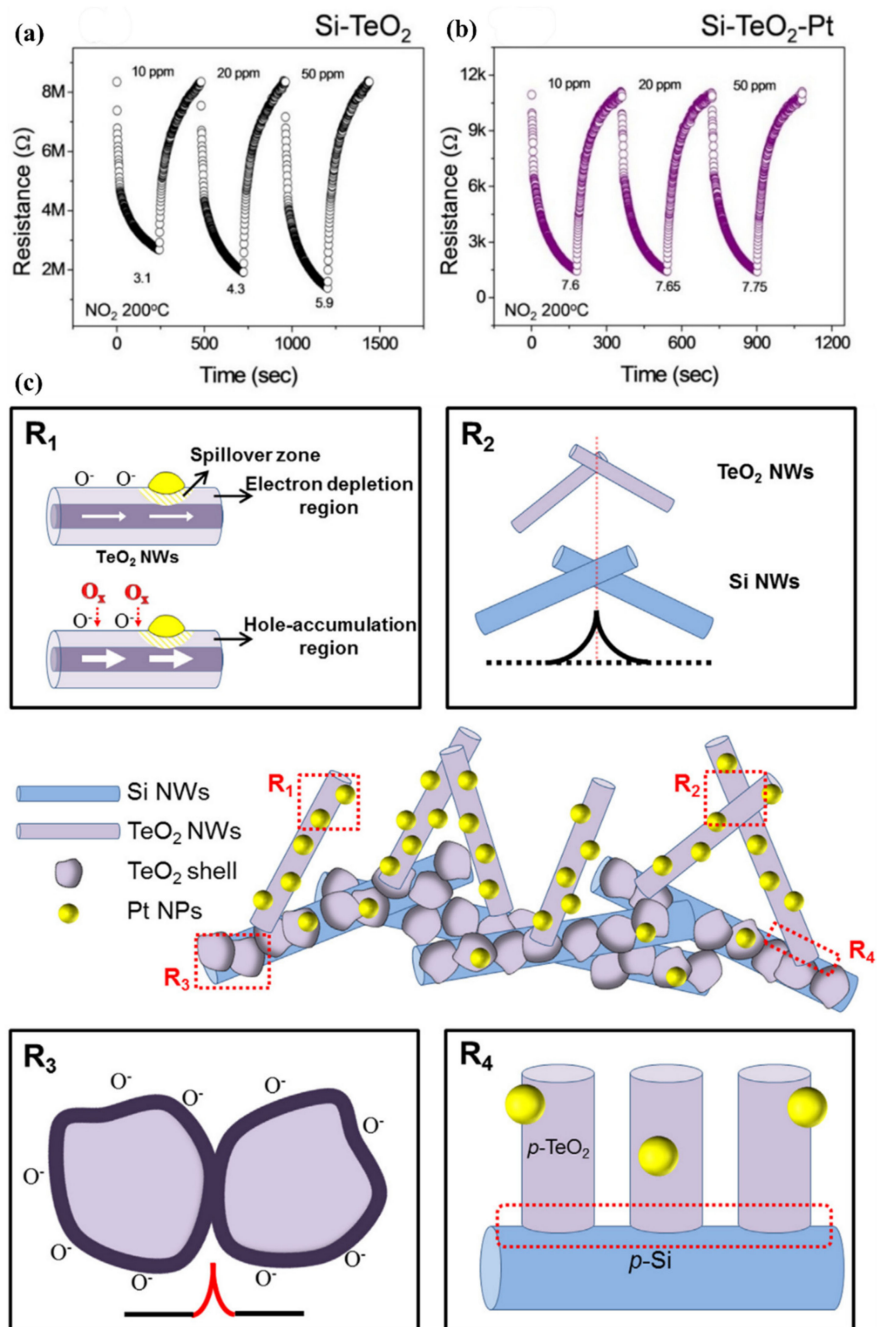 (a)
Si-TeO₂
10 ppm
20 ppm
50 ppm
8M
6M
4M
2M
Resistance (Ω)
3.1
4.3
5.9
NO₂ 200ºC
0
500
1000
1500
Time (sec)
(b)
Si-TeO₂-Pt
10 ppm
20 ppm
50 ppm
12k
9k
6k
3k
0
Resistance (Ω)
7.6
7.65
7.75
NO₂ 200ºC
0
300
600
900
1200
Time (sec)
(c)
R₁
Spillover zone
O⁻ O⁻
Electron depletion
region
TeO₂ NWs
Oₓ Oₓ
O⁻ O⁻
Hole-accumulation
region
R₂
TeO₂ NWs
Si NWs
Si NWs
TeO₂ NWs
TeO₂ shell
Pt NPs
R₁
R₂
R₃
R₄
R₃
O⁻
O⁻
O⁻
O⁻
O⁻
O⁻
O⁻
O⁻
O⁻
R₄
p-TeO₂
p-Si